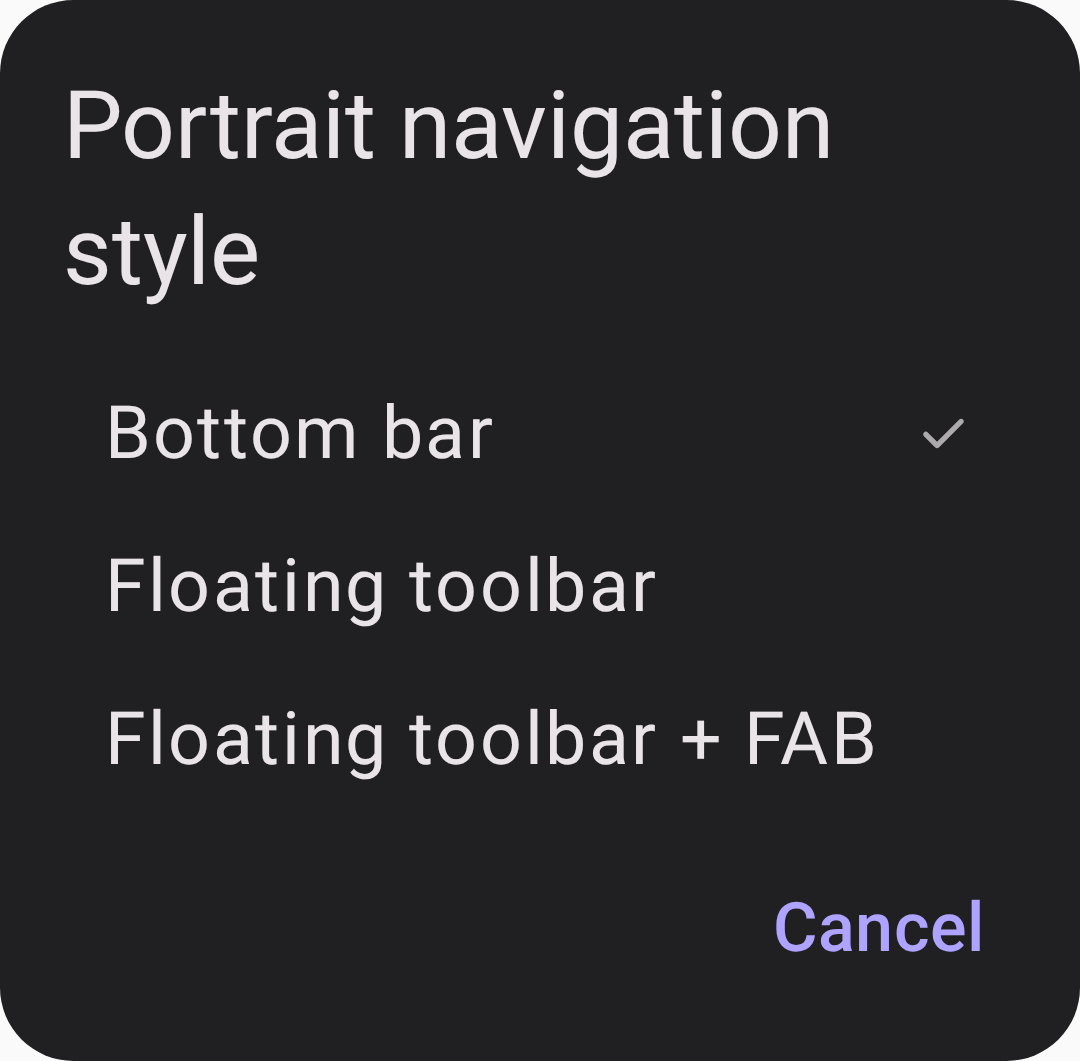 Portrait navigation
style
Bottom bar
Floating toolbar
Floating toolbar + FAB
Cancel